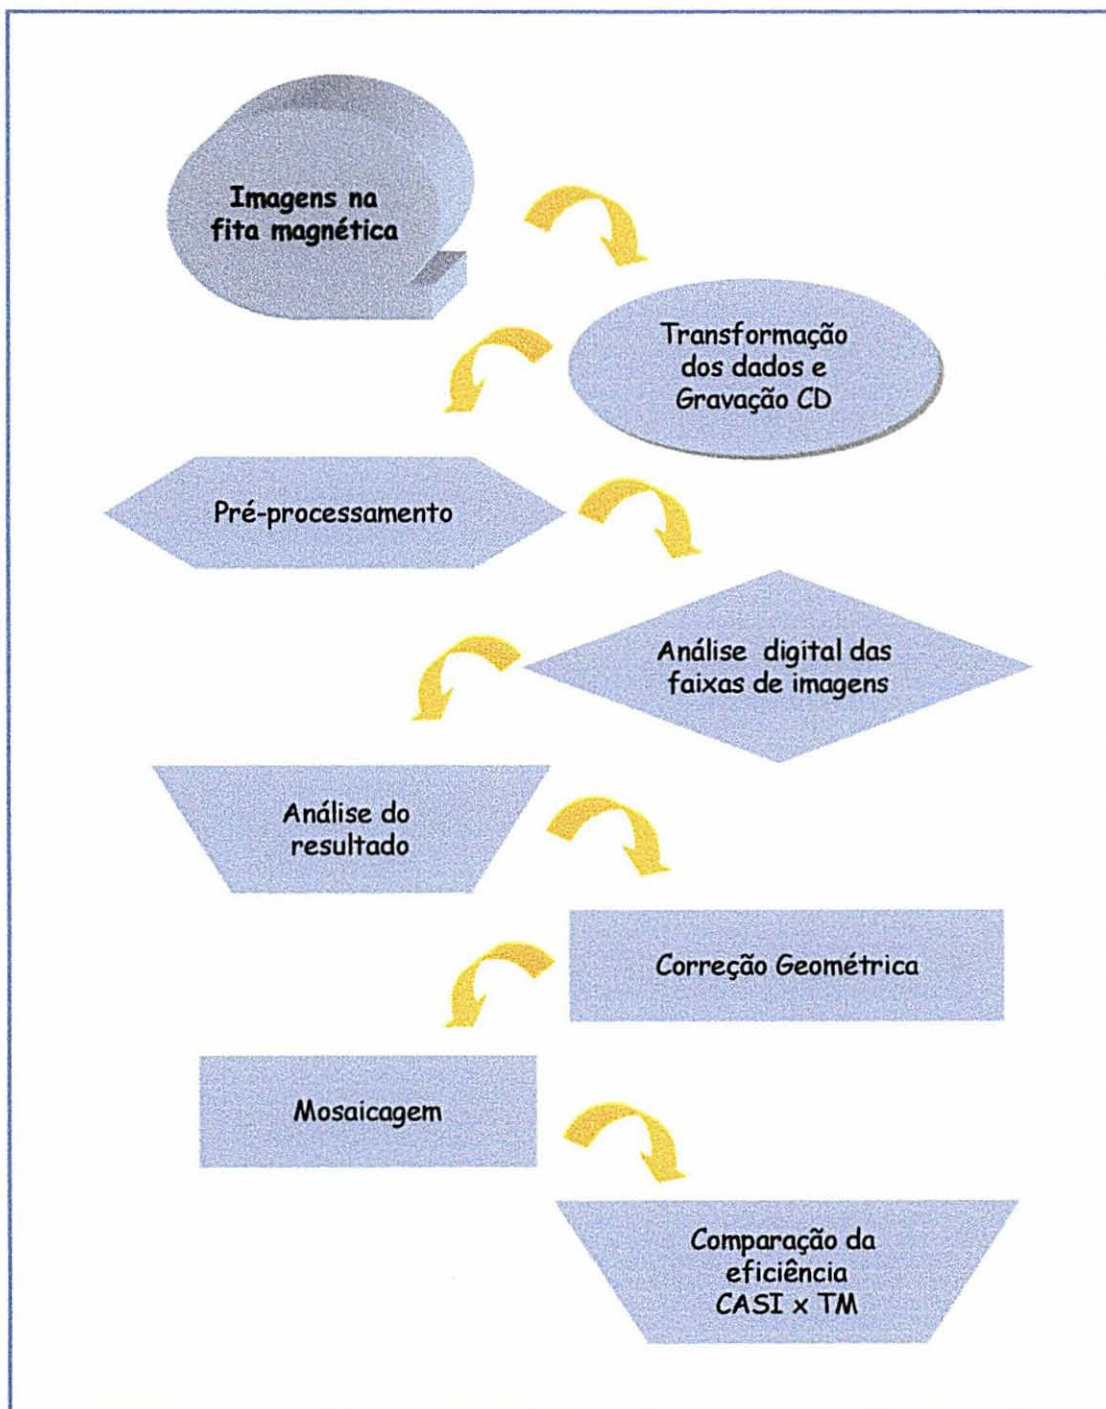 Imagens na
fita magnética
Transformação
dos dados e
Gravação CD
Pré-processamento
Análise digital das
faixas de imagens
Análise do
resultado
Correção Geométrica
Mosaicagem
Comparação da
eficiência
CASI x TM